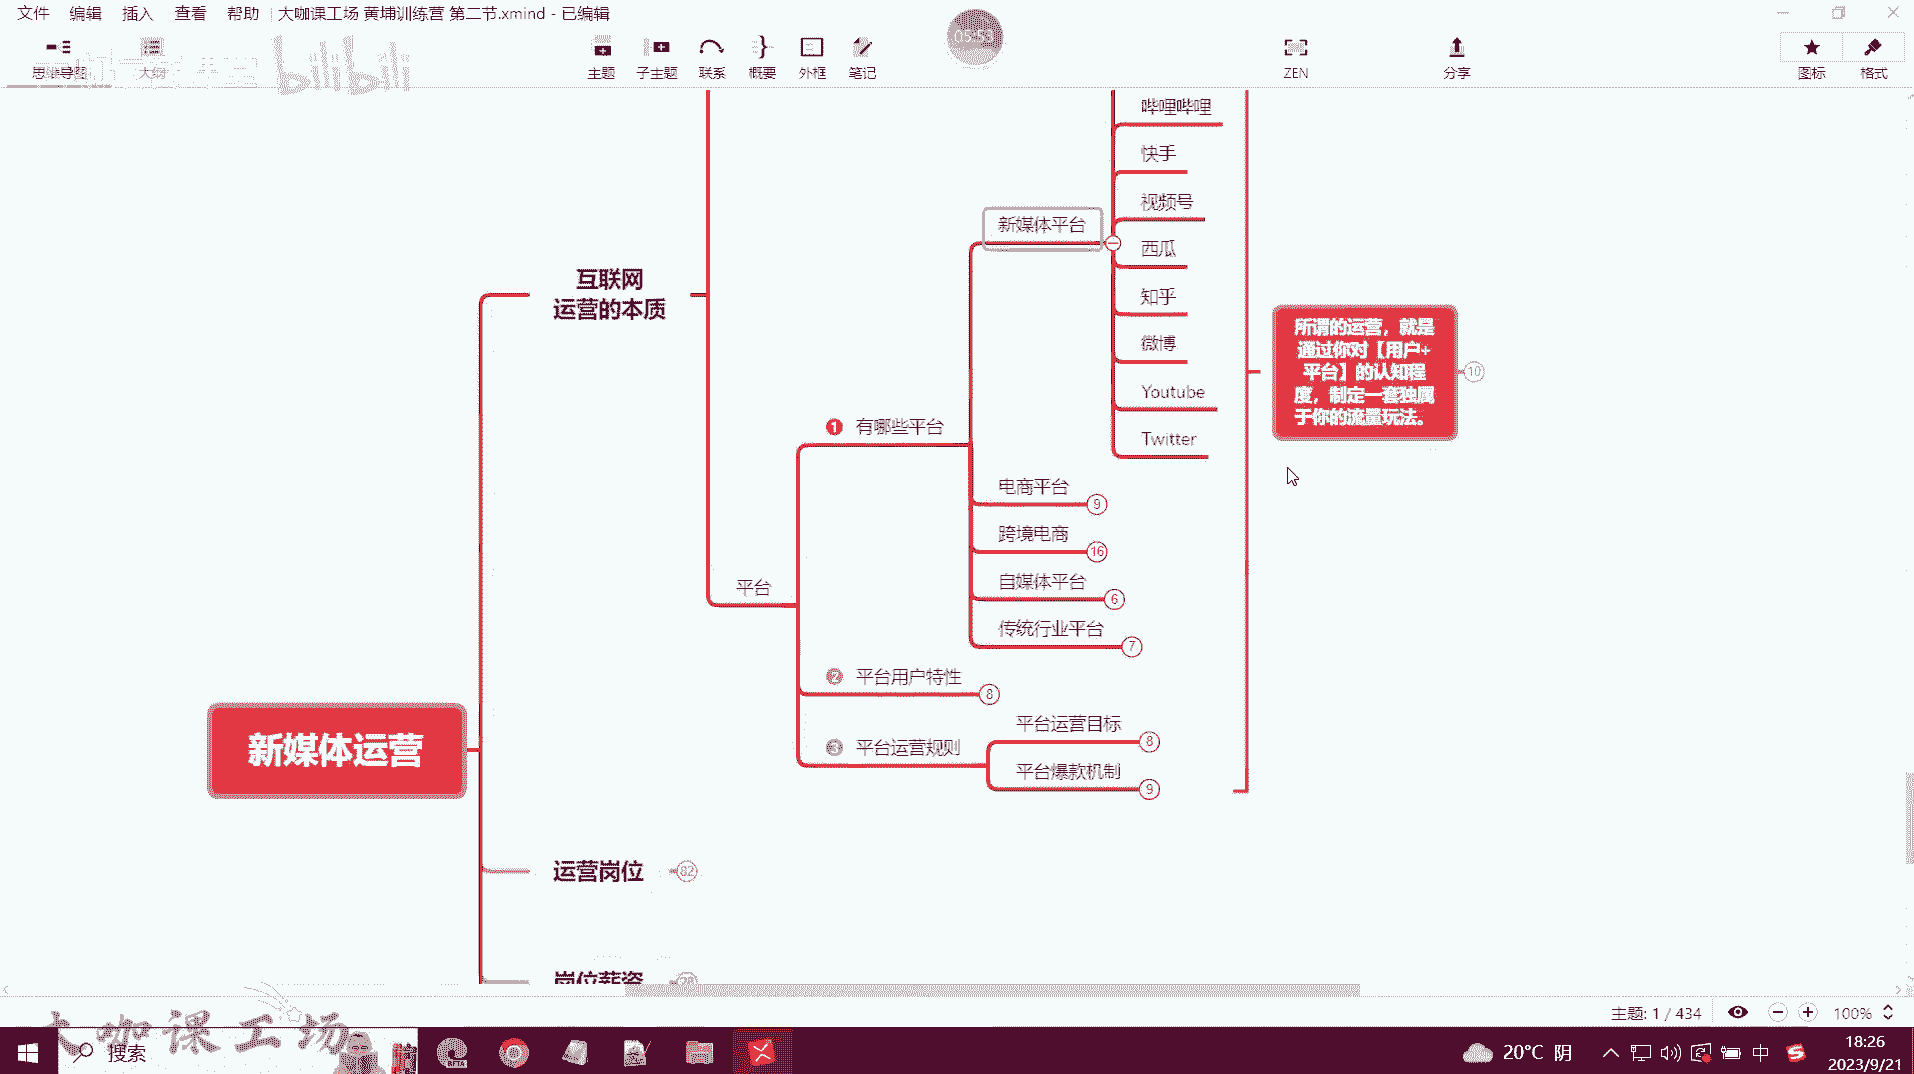 文件 编辑 插入 查看 帮助 大咖课工场 黄埔训练营 第二节.xmind - 已编辑
05:53
思维导图 大纲 主题 子主题 联系 概要 外框 笔记 ZEN 分享 图标 格式
bilibili
哔哩哔哩
快手
视频号
新媒体平台
西瓜
知乎
微博
Youtube
Twitter
互联网
运营的本质
所谓的运营，就是
通过你对【用户+
平台】的认知程
度，制定一套独属
于你的流量玩法。
10
1 有哪些平台
电商平台 9
跨境电商 16
自媒体平台 6
传统行业平台 7
平台
2 平台用户特性 8
3 平台运营规则
平台运营目标 8
平台爆款机制 9
新媒体运营
运营岗位 82
岗位薪资 28
主题: 1 / 434 100%
大咖课工场
搜索
BETA
20°C 阴 中
18:26
2023/9/21